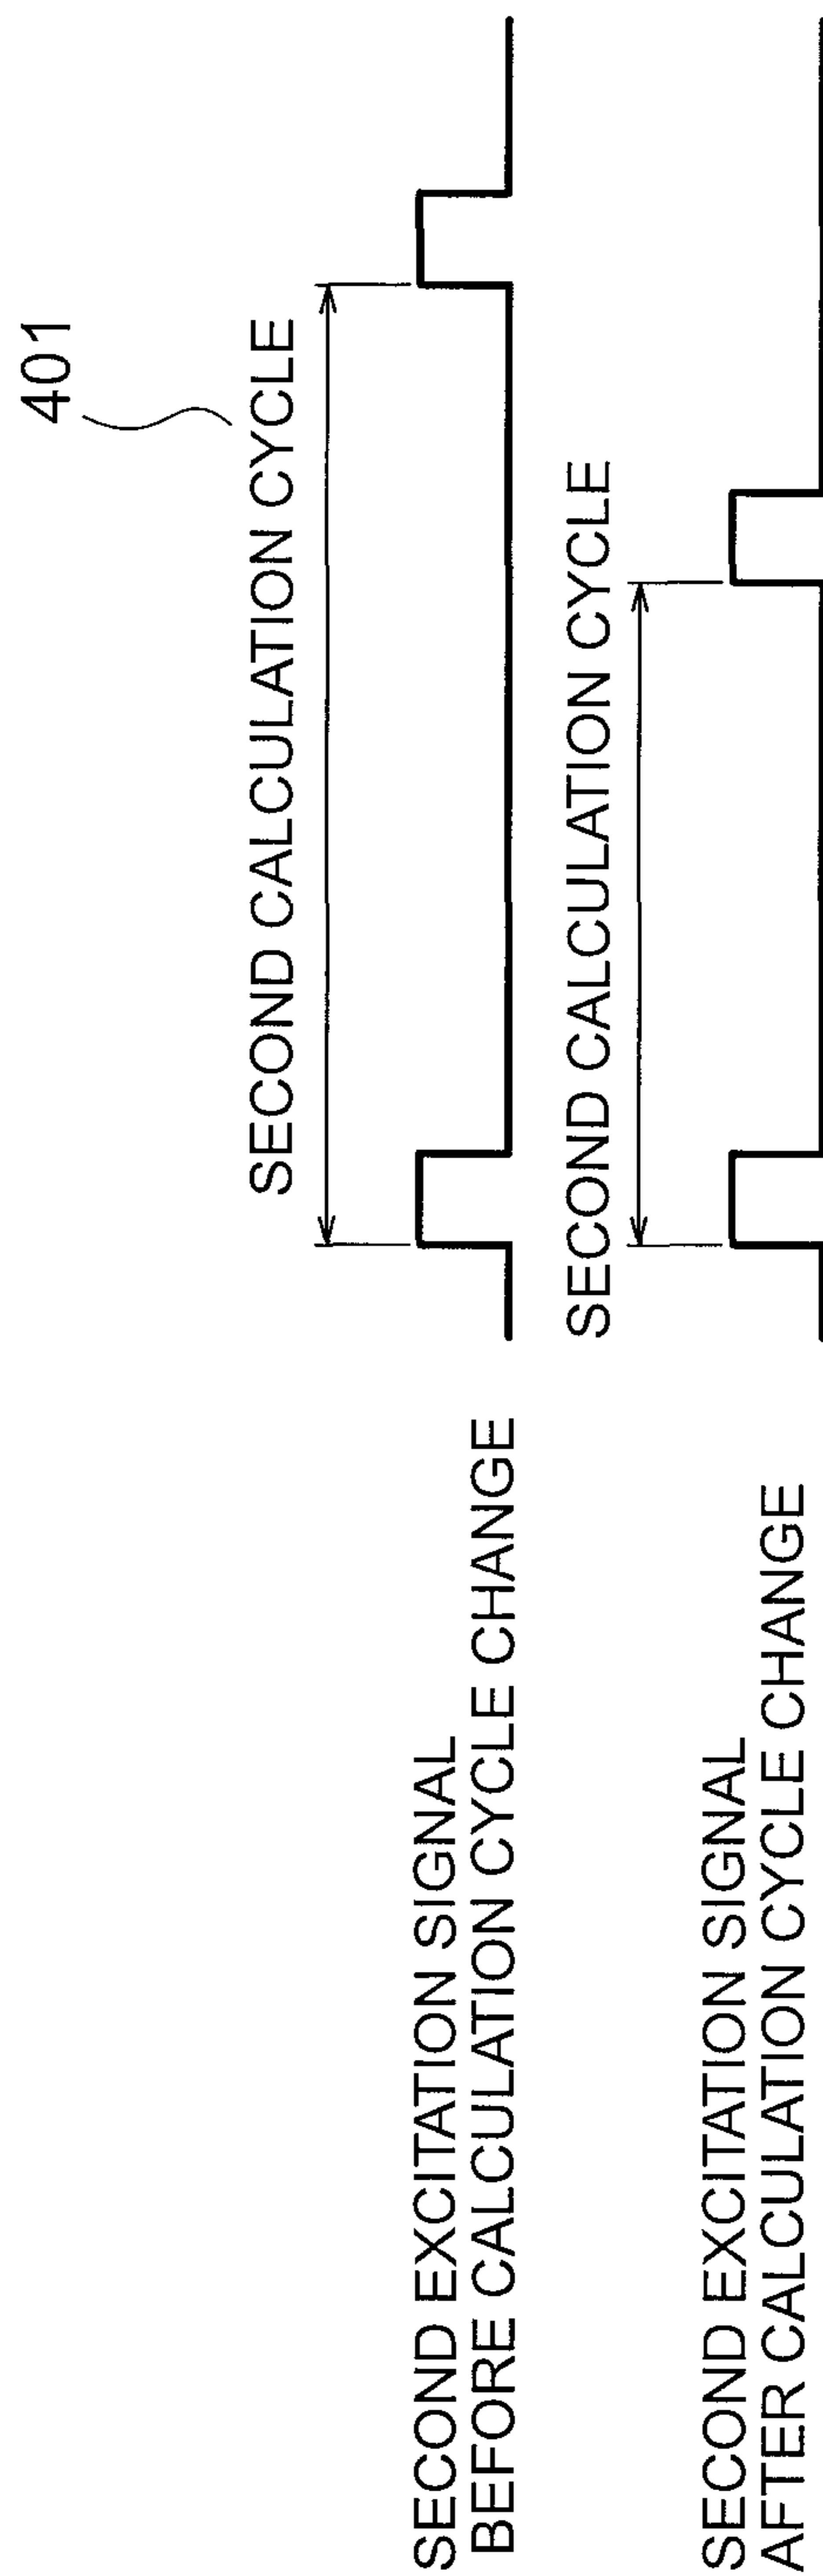 401
SECOND CALCULATION CYCLE
SECOND EXCITATION SIGNAL
BEFORE CALCULATION CYCLE CHANGE
SECOND CALCULATION CYCLE
SECOND EXCITATION SIGNAL
AFTER CALCULATION CYCLE CHANGE